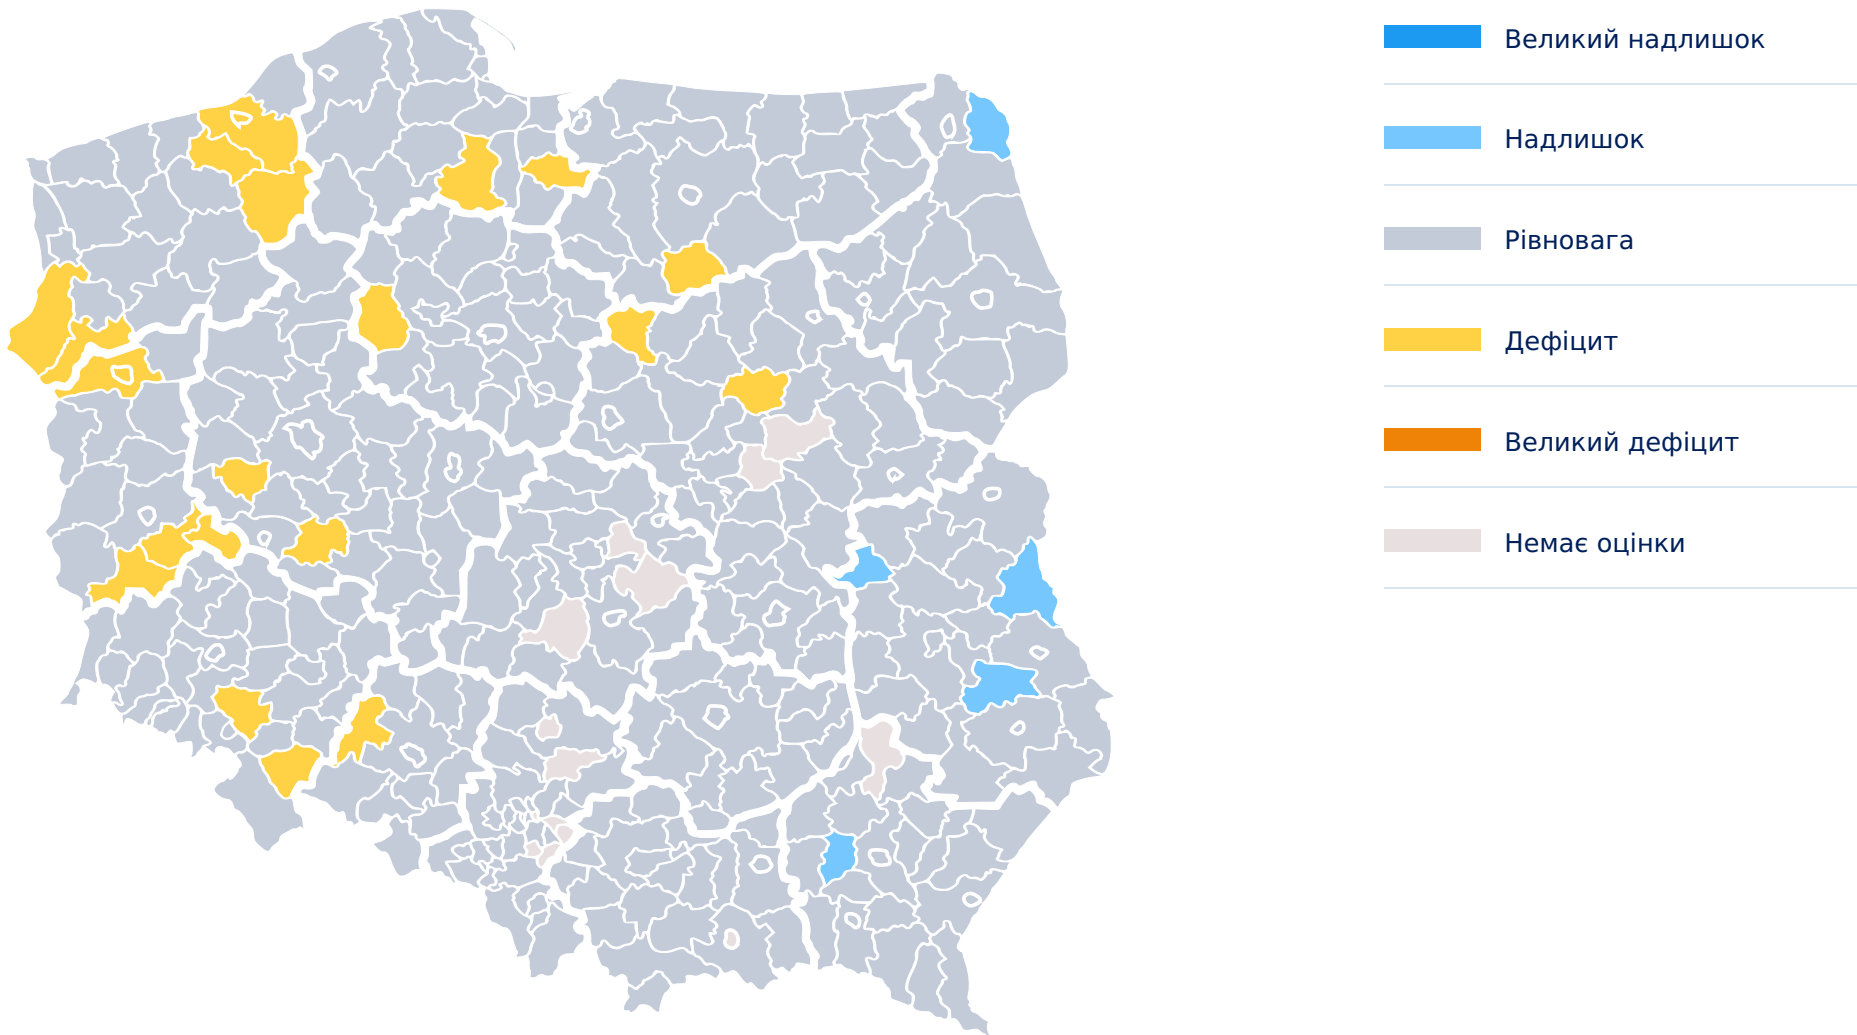 Великий надлишок
Надлишок
Рівновага
Дефіцит
Великий дефіцит
Немає оцінки